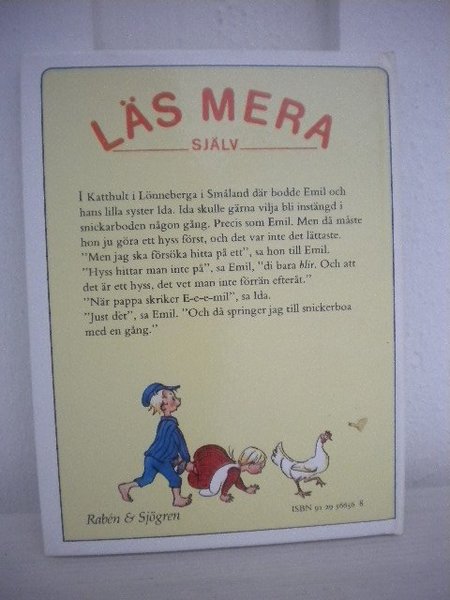 LÄS MERA
SJÄLV
I Katthult i Lönneberga i Småland där bodde Emil och
hans lilla syster Ida. Ida skulle gärna vilja bli instängd i
snickarboden någon gång. Precis som Emil. Men då måste
hon ju göra ett hyss först, och det var inte det lättaste.
"Men jag ska försöka hitta på ett", sa hon till Emil.
"Hyss hittar man inte på", sa Emil, "di bara blir. Och att
det är ett hyss, det vet man inte förrän efteråt."
"När pappa skriker E-e-e-mil", sa Ida.
"Just det", sa Emil. "Och då springer jag till snickerboa
med en gång."
Rabén & Sjögren
ISBN 91 29 56656 8